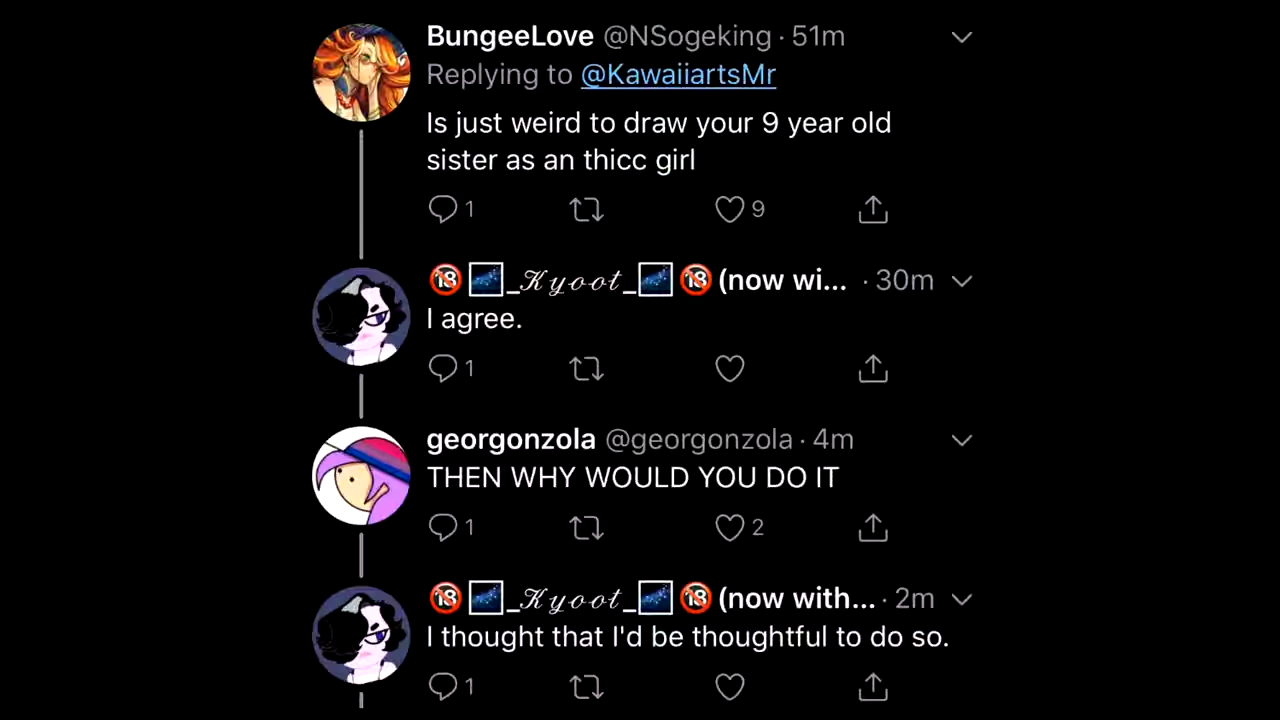 BungeeLove @NSogeking · 51m
Replying to @KawaiiartsMr
Is just weird to draw your 9 year old
sister as an thicc girl
1 9
🔞🌌_𝒦𝓎ℴℴ𝓉_🌌🔞 (now wi... · 30m
I agree.
1
georgonzola @georgonzola · 4m
THEN WHY WOULD YOU DO IT
1 2
🔞🌌_𝒦𝓎ℴℴ𝓉_🌌🔞 (now with... · 2m
I thought that I'd be thoughtful to do so.
1